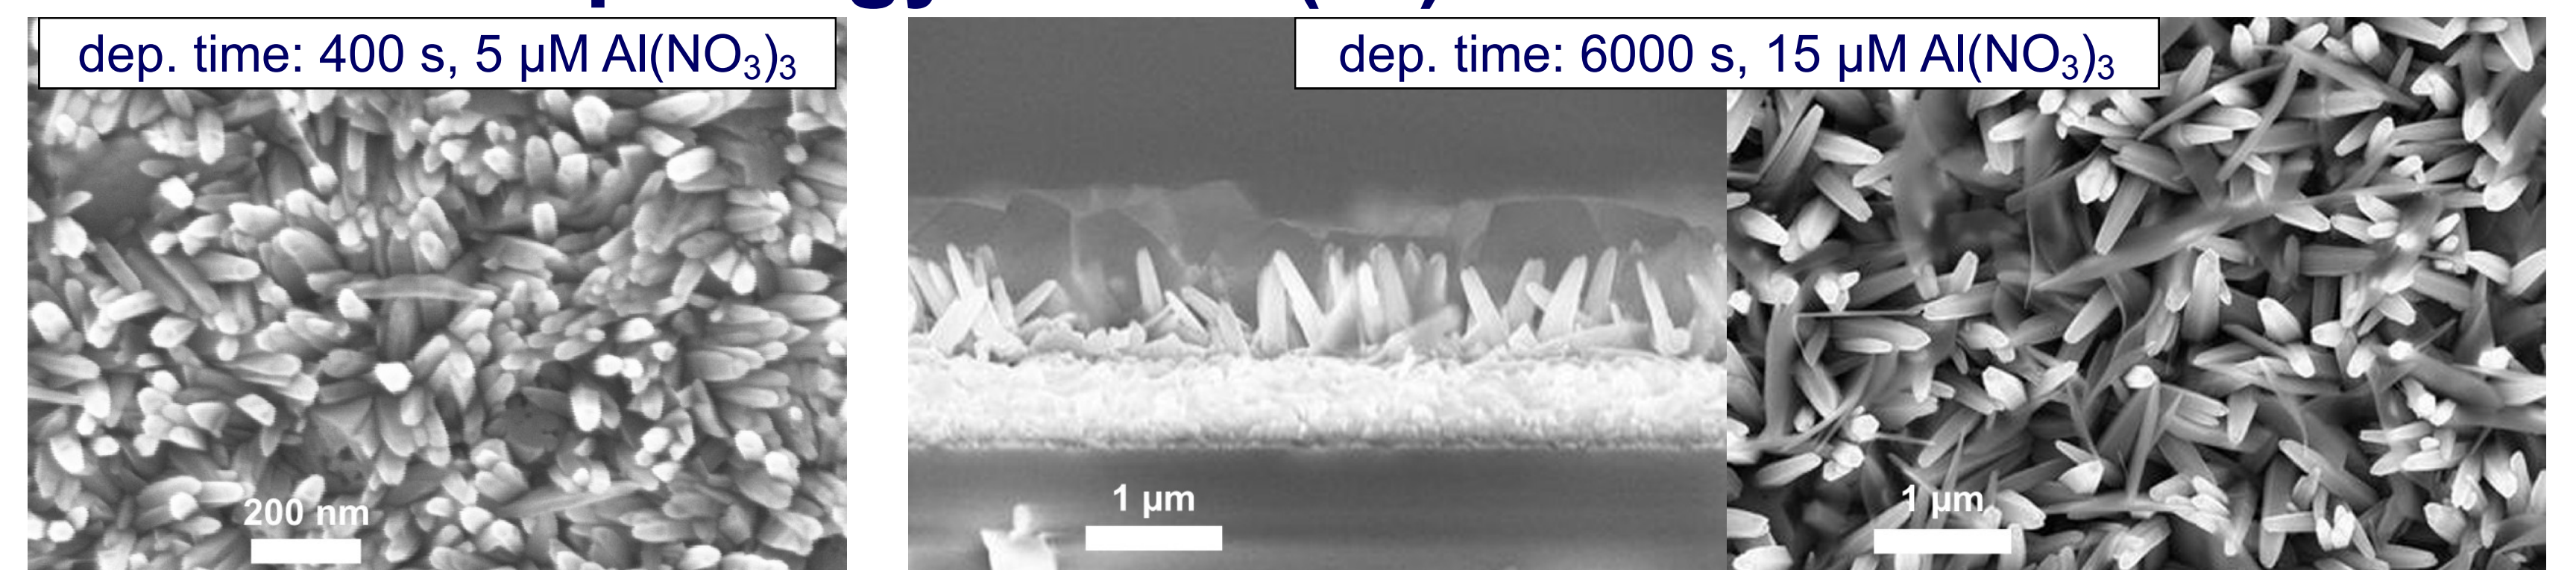 dep. time: 400 s, 5 µM Al(NO₃)₃
dep. time: 6000 s, 15 µM Al(NO₃)₃
200 nm
1 µm
1 µm